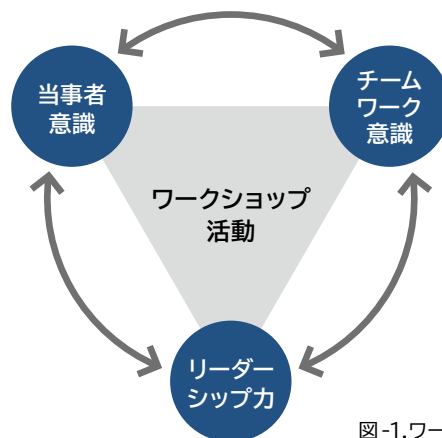 当事者
意識
チーム
ワーク
意識
ワークショップ
活動
リーダー
シップ力
図-1.ワー